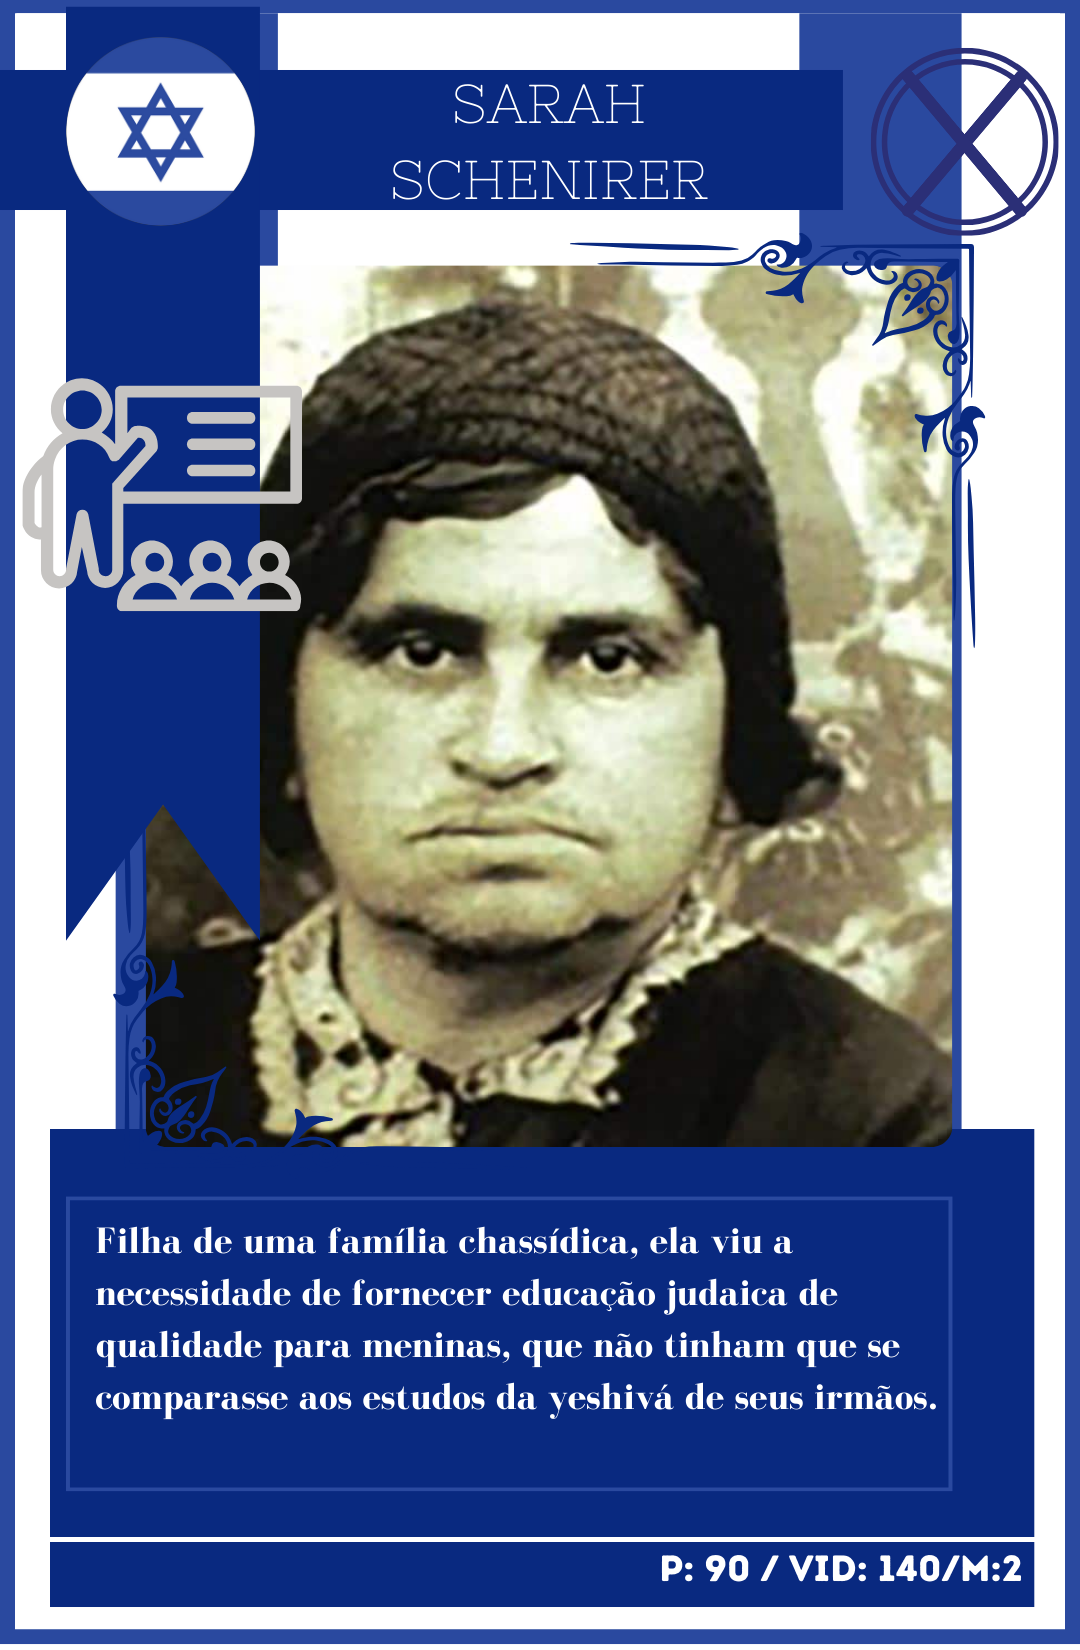 SARAH
SCHENIRER
Filha de uma família chassídica, ela viu a
necessidade de fornecer educação judaica de
qualidade para meninas, que não tinham que se
comparasse aos estudos da yeshivá de seus irmãos.
P: 90 / VID: 140/M:2